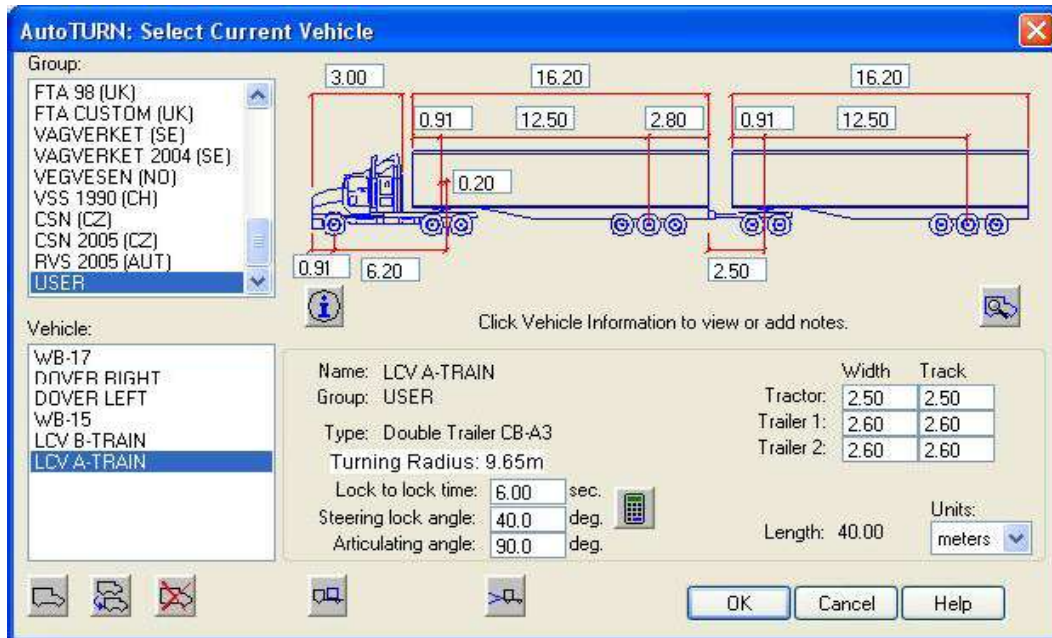 AutoTURN: Select Current Vehicle
Group:
FTA 98 (UK)
FTA CUSTOM (UK)
VAGVERKET (SE)
VAGVERKET 2004 (SE)
VEGVESEN (NO)
VSS 1990 (CH)
CSN (CZ)
CSN 2005 (CZ)
RVS 2005 (AUT)
USER
3.00 16.20 16.20
0.91 12.50 2.80 0.91 12.50
0.20
0.91 6.20 2.50
Click Vehicle Information to view or add notes.
Vehicle:
WB-17
DOVER RIGHT
DOVER LEFT
WB-15
LCV B-TRAIN
LCV A-TRAIN
Name: LCV A-TRAIN
Group: USER
Type: Double Trailer CB-A3
Turning Radius: 9.65m
Lock to lock time: 6.00 sec.
Steering lock angle: 40.0 deg.
Articulating angle: 90.0 deg.
Width Track
Tractor: 2.50 2.50
Trailer 1: 2.60 2.60
Trailer 2: 2.60 2.60
Length: 40.00
Units:
meters
OK Cancel Help